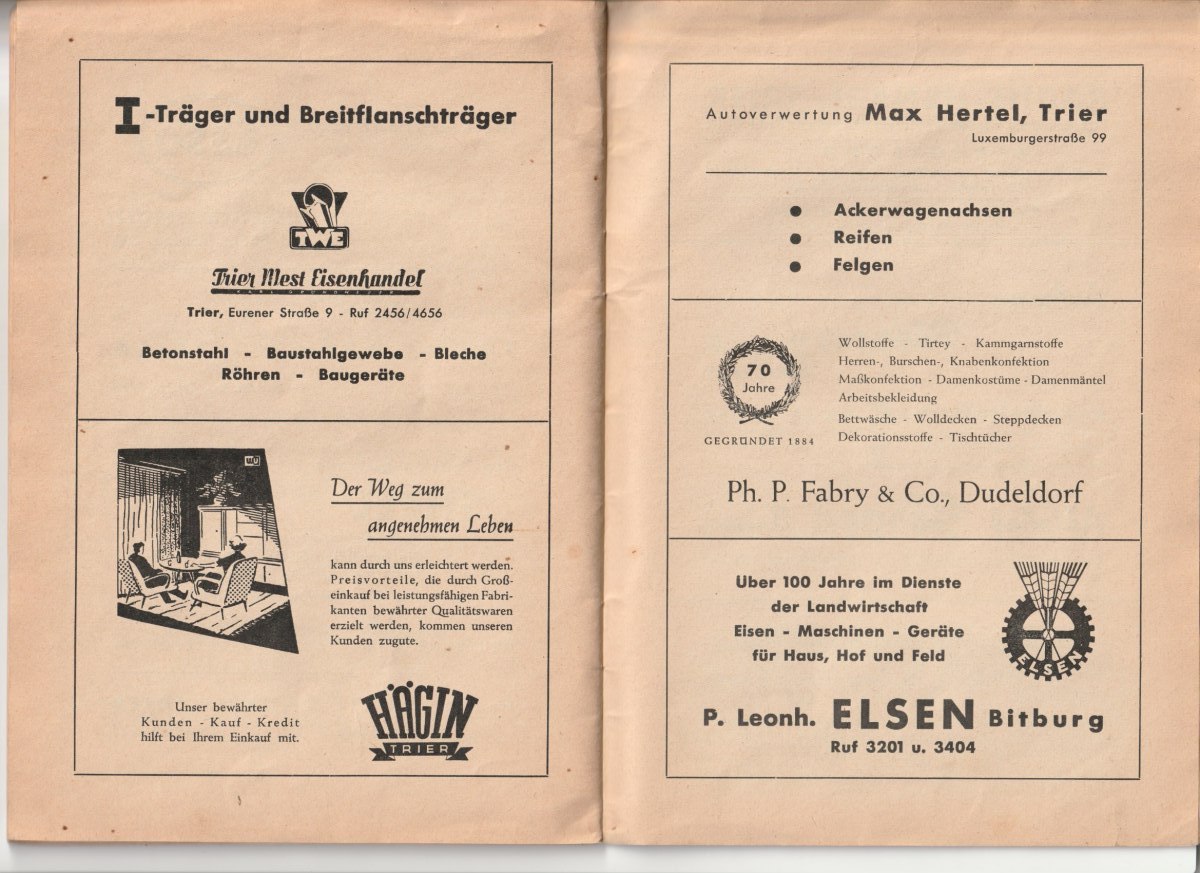 I-Träger und Breitflanschträger
TWE
Trier West Eisenhandel
Trier, Eurener Straße 9 - Ruf 2456/4656
Betonstahl - Baustahlgewebe - Bleche
Röhren - Baugeräte
Der Weg zum
angenehmen Leben
kann durch uns erleichtert werden.
Preisvorteile, die durch Groß-
einkauf bei leistungsfähigen Fabri-
kanten bewährter Qualitätswaren
erzielt werden, kommen unseren
Kunden zugute.
Unser bewährter
Kunden - Kauf - Kredit
hilft bei Ihrem Einkauf mit.
HÄGIN
TRIER
Autoverwertung Max Hertel, Trier
Luxemburgerstraße 99
● Ackerwagenachsen
● Reifen
● Felgen
70
Jahre
GEGRÜNDET 1884
Wollstoffe - Tirtey - Kammgarnstoffe
Herren-, Burschen-, Knabenkonfektion
Maßkonfektion - Damenkostüme - Damenmäntel
Arbeitsbekleidung
Bettwäsche - Wolldecken - Steppdecken
Dekorationsstoffe - Tischtücher
Ph. P. Fabry & Co., Dudeldorf
Über 100 Jahre im Dienste
der Landwirtschaft
Eisen - Maschinen - Geräte
für Haus, Hof und Feld
ELSEN
P. Leonh. ELSEN Bitburg
Ruf 3201 u. 3404